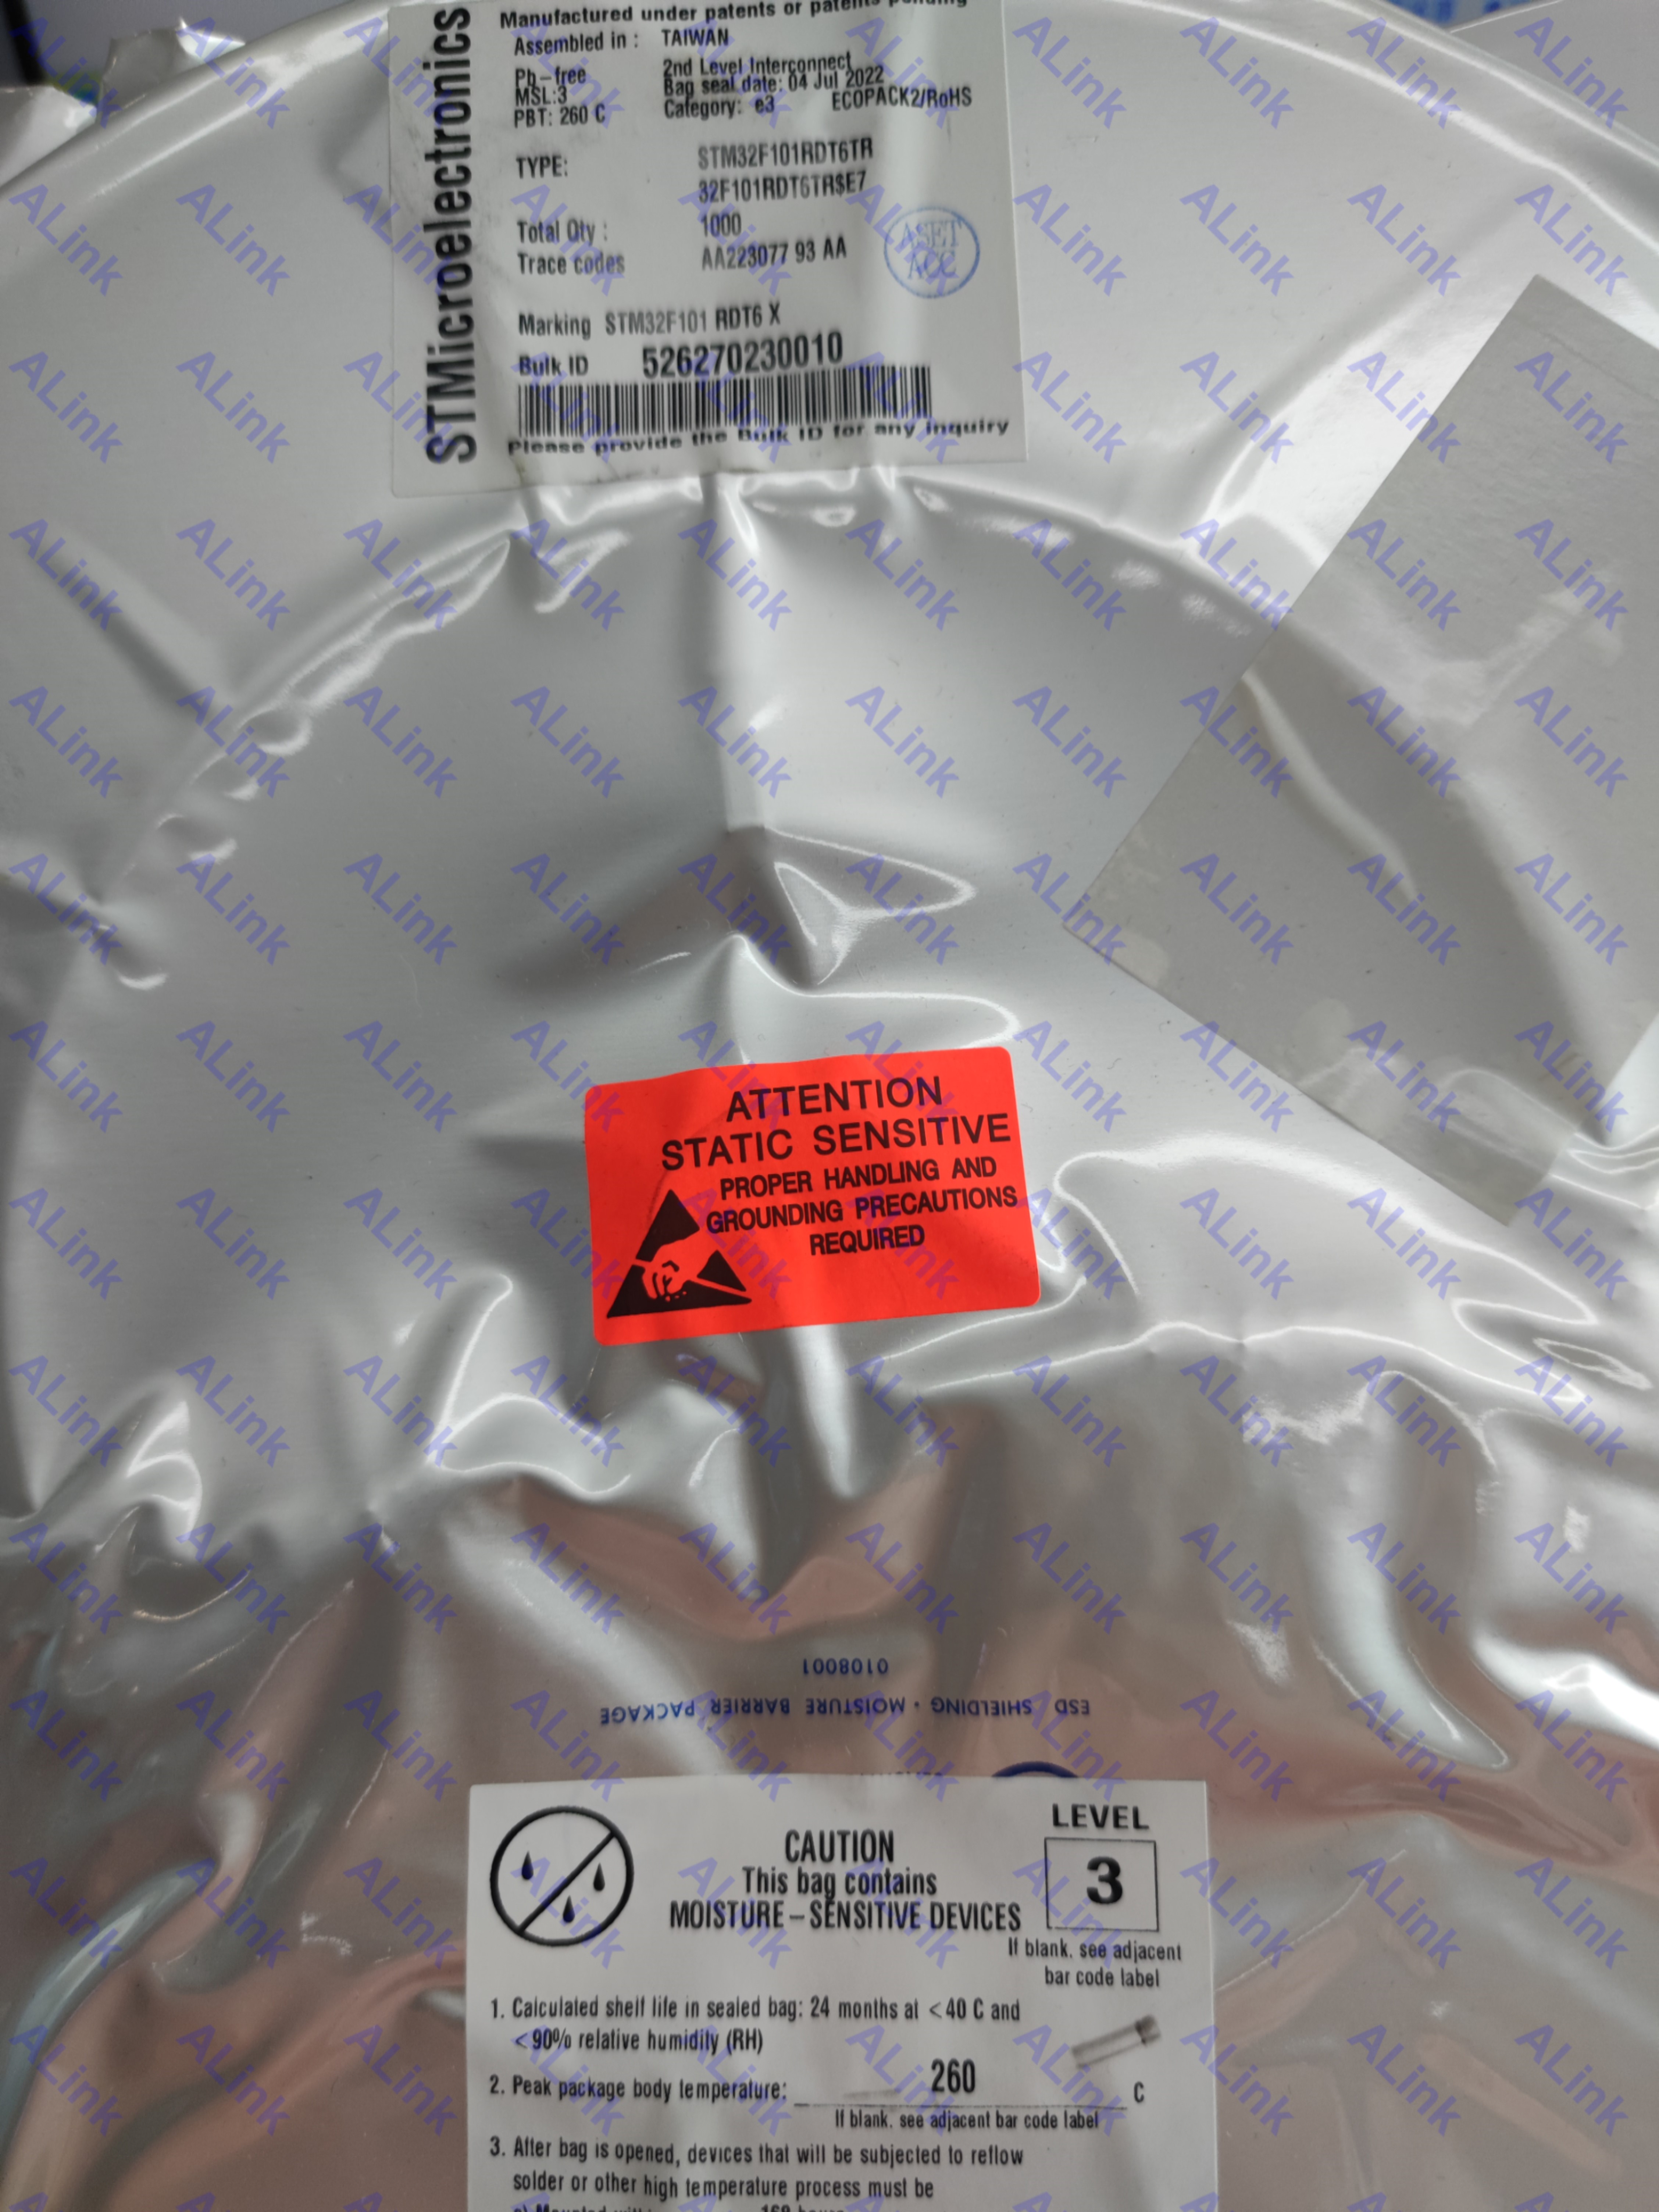 STMicroelectronics
Manufactured under patents or patents pending
Assembled in : TAIWAN
Pb-free 2nd Level Interconnect
MSL:3 Bag seal date: 04 Jul 2022
PBT: 260 C Category: e3 ECOPACK2/RoHS
TYPE: STM32F101RDT6TR
32F101RDT6TR$E7
Total Qty : 1000
Trace codes AA223077 93 AA
ASET
ACC
Marking STM32F101 RDT6 X
Bulk ID 526270230010
Please provide the Bulk ID for any inquiry
ATTENTION
STATIC SENSITIVE
PROPER HANDLING AND
GROUNDING PRECAUTIONS
REQUIRED
0108001
ESD SHIELDING · MOISTURE BARRIER PACKAGE
LEVEL
3
CAUTION
This bag contains
MOISTURE-SENSITIVE DEVICES
If blank, see adjacent
bar code label
1. Calculated shelf life in sealed bag: 24 months at <40 C and
<90% relative humidity (RH)
2. Peak package body temperature: 260 C
If blank, see adjacent bar code label
3. After bag is opened, devices that will be subjected to reflow
solder or other high temperature process must be
ALink